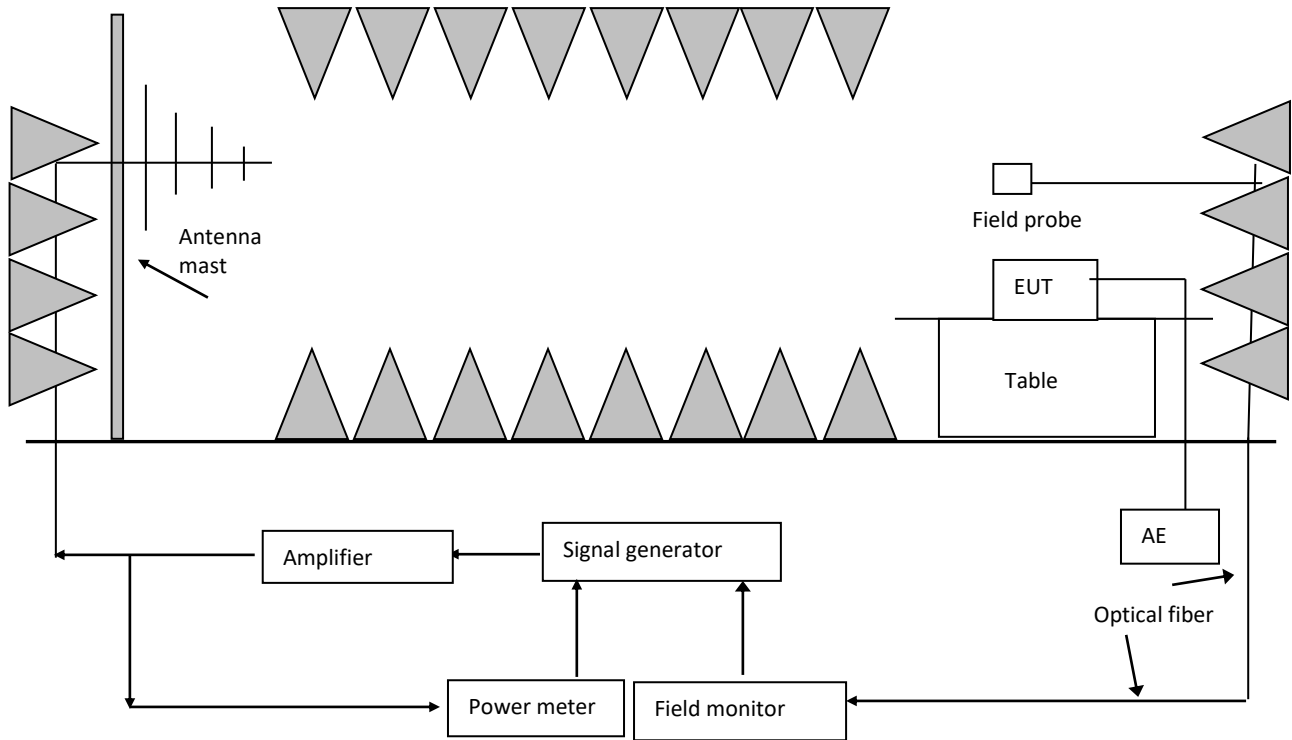 Field probe
Antenna
mast
EUT
Table
AE
Signal generator
Amplifier
Optical fiber
Power meter
Field monitor